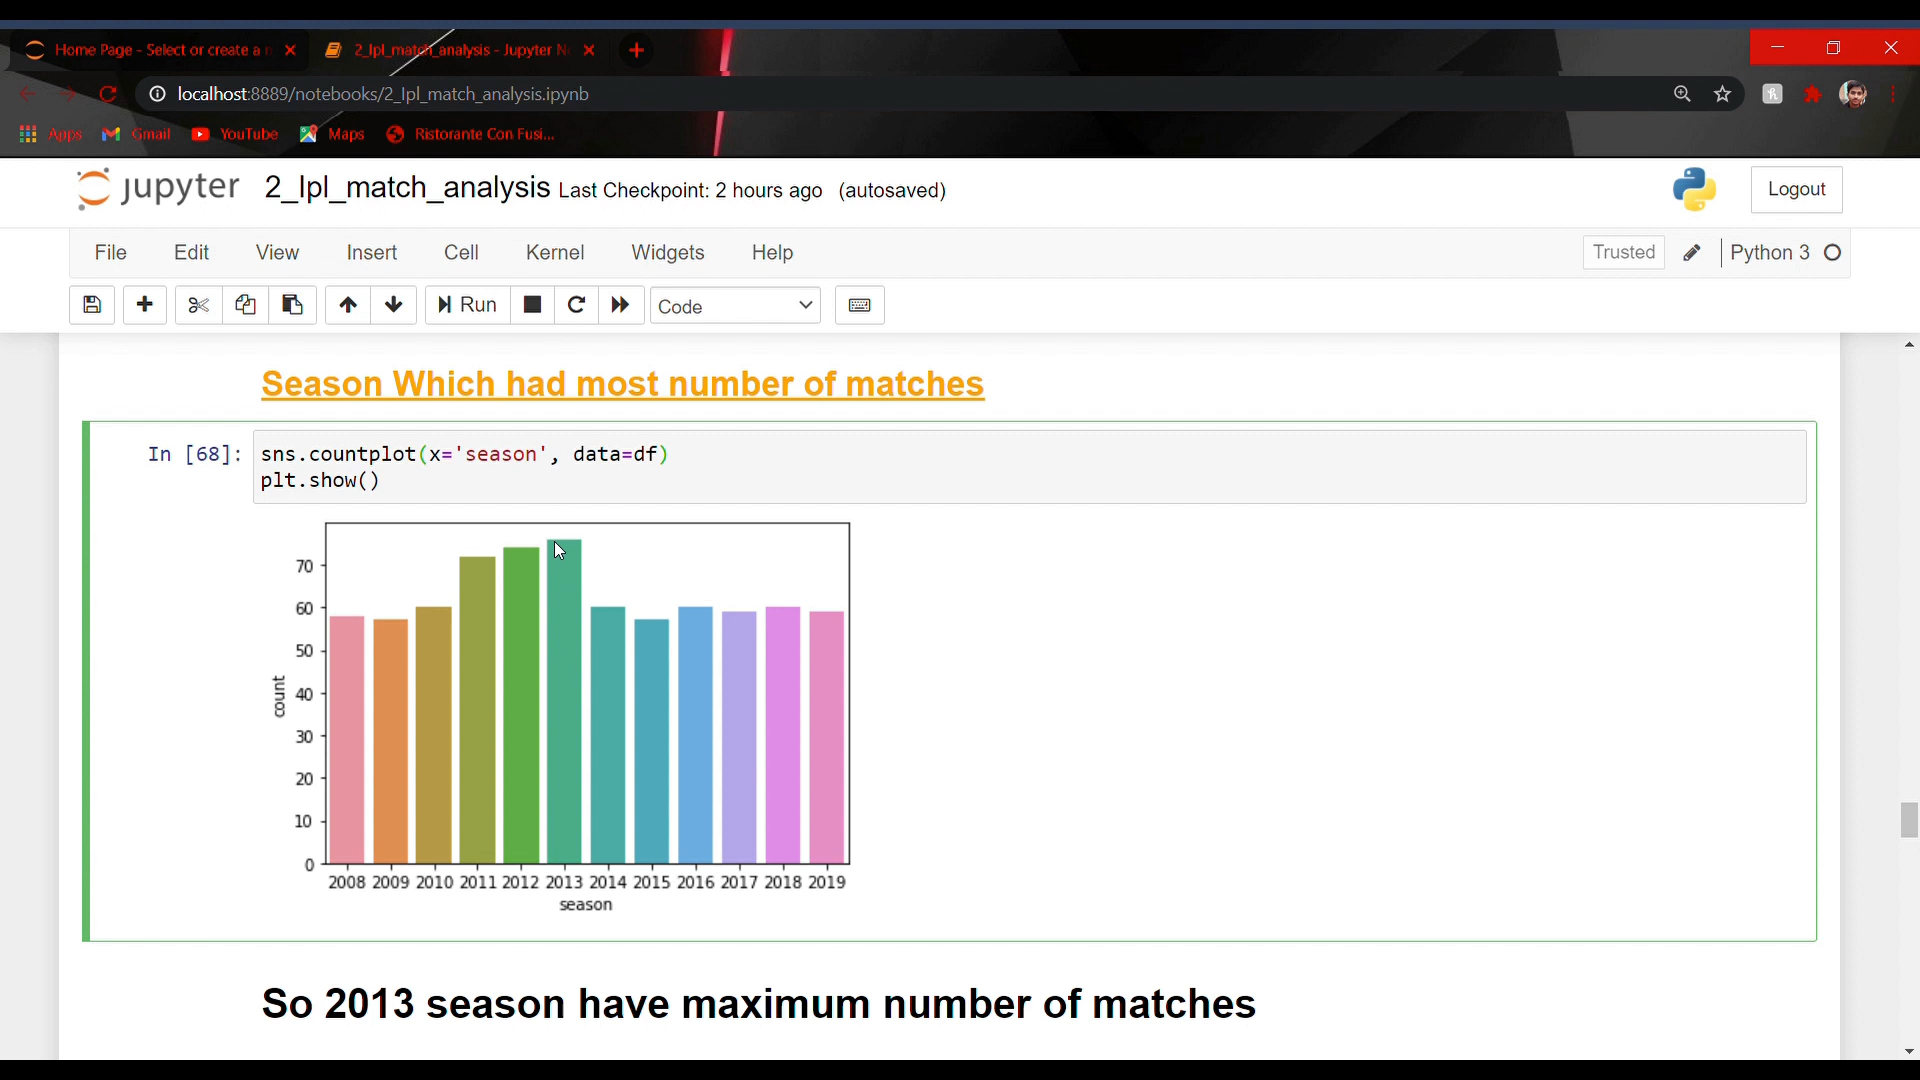 Home Page - Select or create a n
2_Ipl_match_analysis - Jupyter N
localhost:8889/notebooks/2_Ipl_match_analysis.ipynb
Apps Gmail YouTube Maps Ristorante Con Fusi...
jupyter 2_Ipl_match_analysis Last Checkpoint: 2 hours ago (autosaved)
Logout
File Edit View Insert Cell Kernel Widgets Help
Trusted Python 3
Run Code
Season Which had most number of matches
In [68]: sns.countplot(x='season', data=df)
plt.show()
70
60
50
40
30
20
10
0
count
2008 2009 2010 2011 2012 2013 2014 2015 2016 2017 2018 2019
season
So 2013 season have maximum number of matches